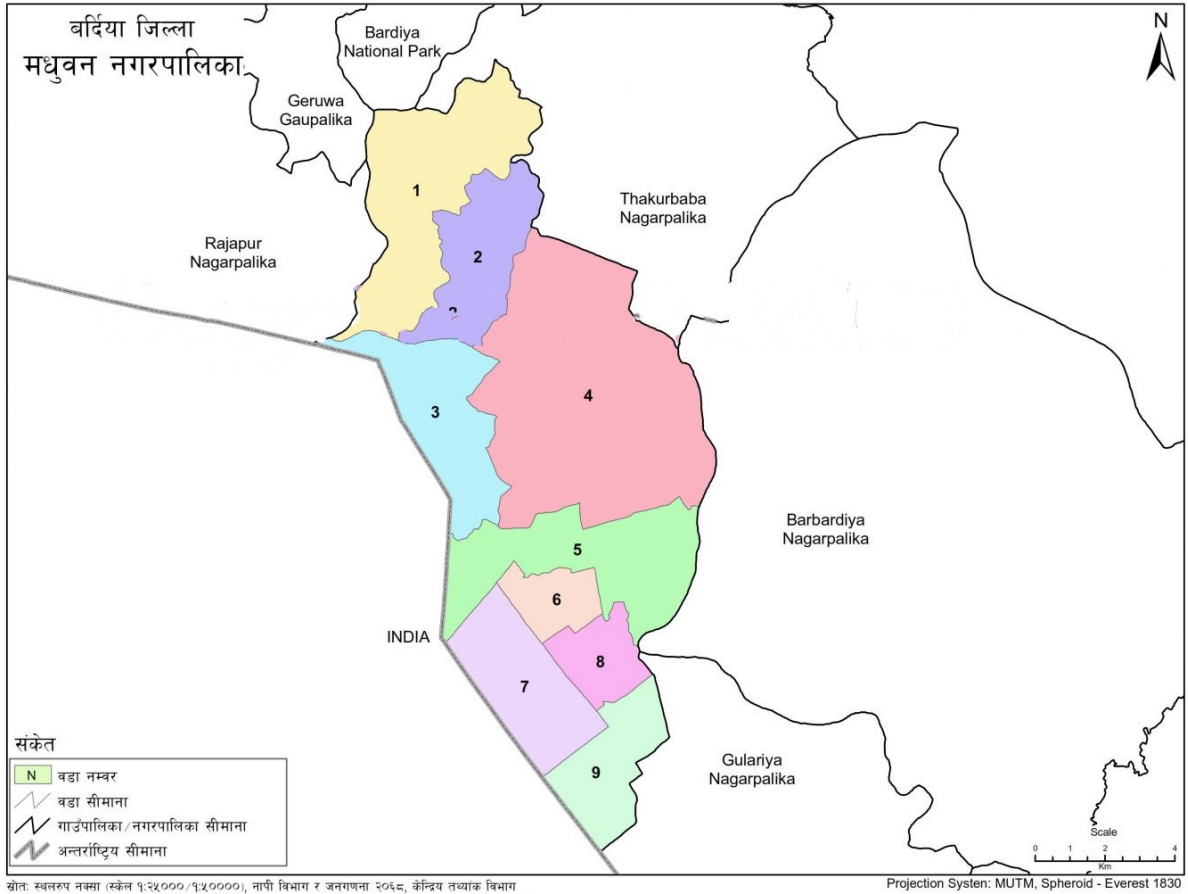 बर्दिया जिल्ला
मधुवन नगरपालिका
Bardiya
National Park
N
Geruwa
Gaupalika
Thakurbaba
Nagarpalika
Rajapur
Nagarpalika
1
2
3
4
Barbardiya
Nagarpalika
5
6
INDIA
8
7
9
Gulariya
Nagarpalika
संकेत
N वडा नम्बर
वडा सीमाना
गाउँपालिका/नगरपालिका सीमाना
अन्तर्राष्ट्रिय सीमाना
Scale
0 1 2 4
Km
स्रोतः स्थलरुप नक्सा (स्केल १:२५०००/१:५००००), नापी विभाग र जनगणना २०६८, केन्द्रिय तथ्यांक विभाग
Projection Systen: MUTM, Spheroid - Everest 1830